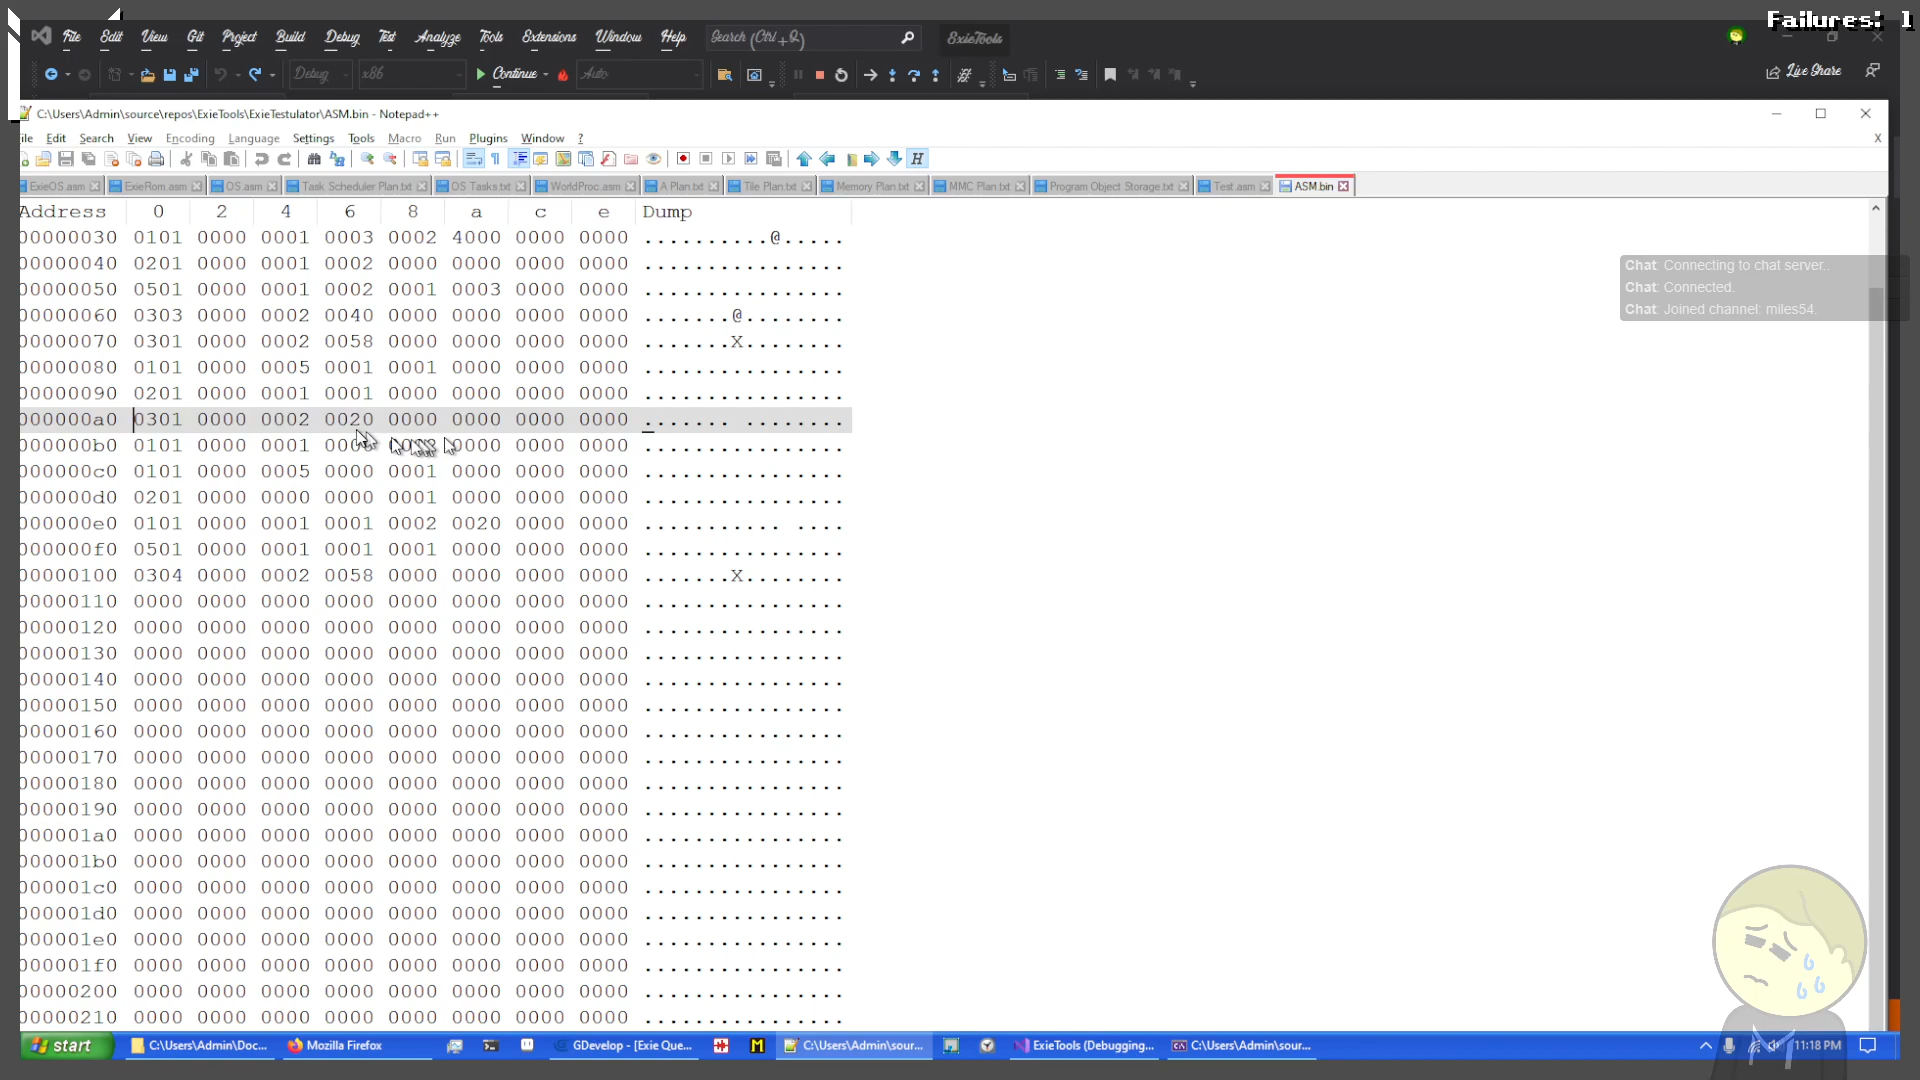 Failures: 1
File Edit View Git Project Build Debug Test Analyze Tools Extensions Window Help Search (Ctrl+Q) ExieTools
Debug x86 Continue Auto Live Share
C:\Users\Admin\source\repos\ExieTools\ExieTestulator\ASM.bin - Notepad++
ile Edit Search View Encoding Language Settings Tools Macro Run Plugins Window ? X
ExieOS.asm ExieRom.asm OS.asm Task Scheduler Plan.txt OS Tasks.txt WorldProc.asm A Plan.txt Tile Plan.txt Memory Plan.txt MMC Plan.txt Program Object Storage.txt Test.asm ASM.bin
Address 0 2 4 6 8 a c e Dump
00000030 0101 0000 0001 0003 0002 4000 0000 0000 ..........@.....
00000040 0201 0000 0001 0002 0000 0000 0000 0000 ................
00000050 0501 0000 0001 0002 0001 0003 0000 0000 ................
00000060 0303 0000 0002 0040 0000 0000 0000 0000 .......@........
00000070 0301 0000 0002 0058 0000 0000 0000 0000 .......X........
00000080 0101 0000 0005 0001 0001 0000 0000 0000 ................
00000090 0201 0000 0001 0001 0000 0000 0000 0000 ................
000000a0 0301 0000 0002 0020 0000 0000 0000 0000 ....... ........
000000b0 0101 0000 0001 0000 0000 0000 ................
000000c0 0101 0000 0005 0000 0001 0000 0000 0000 ................
000000d0 0201 0000 0000 0000 0001 0000 0000 0000 ................
000000e0 0101 0000 0001 0001 0002 0020 0000 0000 ........... ....
000000f0 0501 0000 0001 0001 0001 0000 0000 0000 ................
00000100 0304 0000 0002 0058 0000 0000 0000 0000 .......X........
00000110 0000 0000 0000 0000 0000 0000 0000 0000 ................
00000120 0000 0000 0000 0000 0000 0000 0000 0000 ................
00000130 0000 0000 0000 0000 0000 0000 0000 0000 ................
00000140 0000 0000 0000 0000 0000 0000 0000 0000 ................
00000150 0000 0000 0000 0000 0000 0000 0000 0000 ................
00000160 0000 0000 0000 0000 0000 0000 0000 0000 ................
00000170 0000 0000 0000 0000 0000 0000 0000 0000 ................
00000180 0000 0000 0000 0000 0000 0000 0000 0000 ................
00000190 0000 0000 0000 0000 0000 0000 0000 0000 ................
000001a0 0000 0000 0000 0000 0000 0000 0000 0000 ................
000001b0 0000 0000 0000 0000 0000 0000 0000 0000 ................
000001c0 0000 0000 0000 0000 0000 0000 0000 0000 ................
000001d0 0000 0000 0000 0000 0000 0000 0000 0000 ................
000001e0 0000 0000 0000 0000 0000 0000 0000 0000 ................
000001f0 0000 0000 0000 0000 0000 0000 0000 0000 ................
00000200 0000 0000 0000 0000 0000 0000 0000 0000 ................
00000210 0000 0000 0000 0000 0000 0000 0000 0000 ................
Chat: Connecting to chat server..
Chat: Connected.
Chat: Joined channel: miles54.
start C:\Users\Admin\Doc... Mozilla Firefox GDevelop - [Exie Que... C:\Users\Admin\sour... ExieTools (Debugging... C:\Users\Admin\sour... 11:18 PM